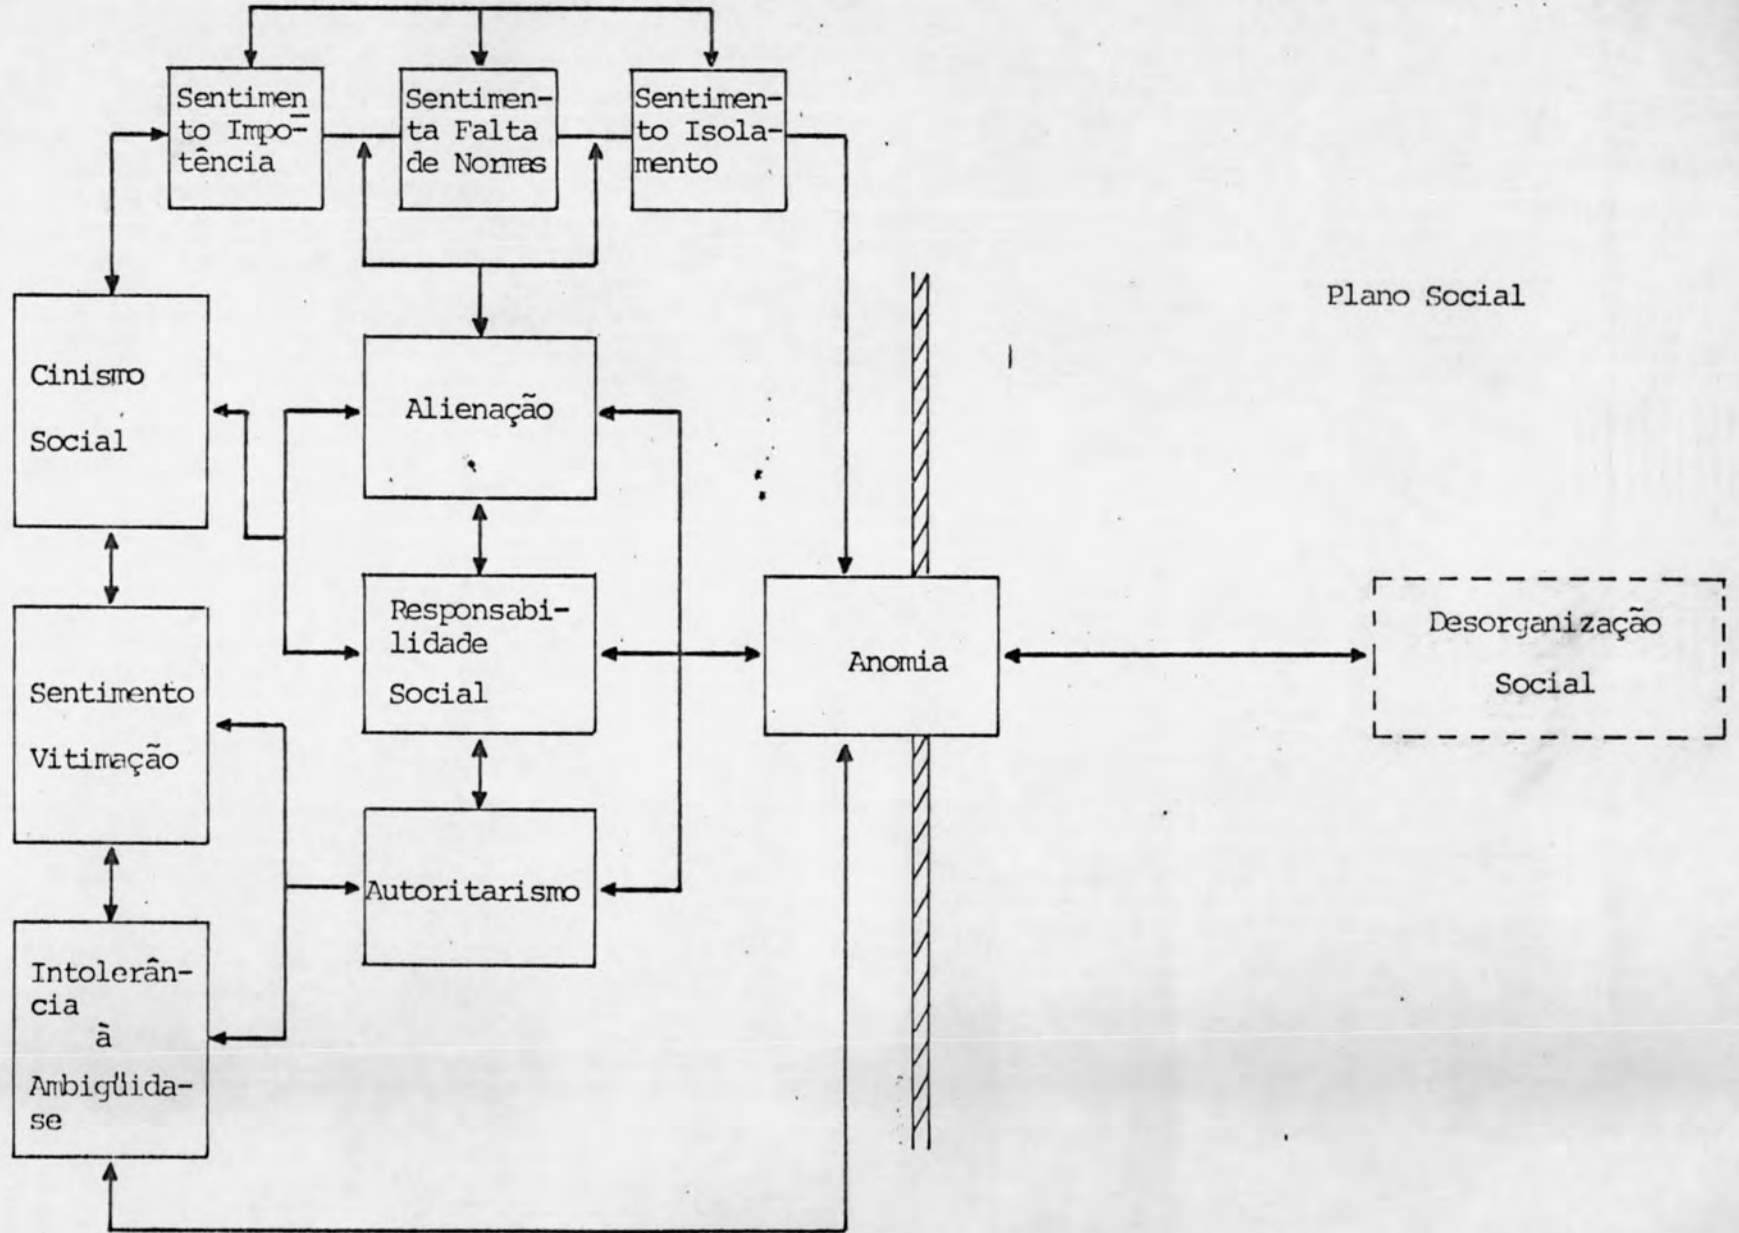 Sentimen
to Impo-
tência
Sentimen-
ta Falta
de Normas
Sentimen-
to Isola-
mento
Plano Social
Cinismo
Social
Alienação
Responsabi-
lidade
Social
Anomia
Desorganização
Social
Sentimento
Vitimação
Autoritarismo
Intolerân-
cia
à
Ambigüida-
se